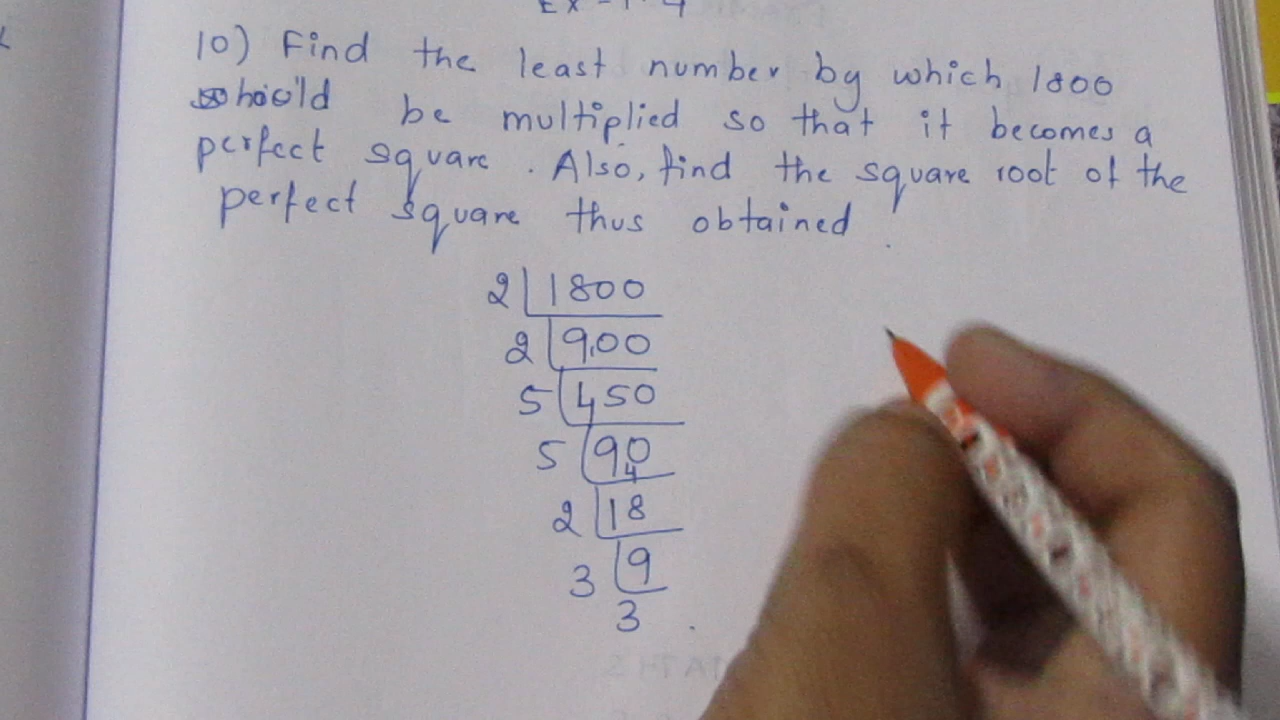 10) Find the least number by which 1800
should be multiplied so that it becomes a
perfect square. Also, find the square root of the
perfect square thus obtained.
2 | 1800
2 | 900
5 | 450
5 | 90
2 | 18
3 | 9
3